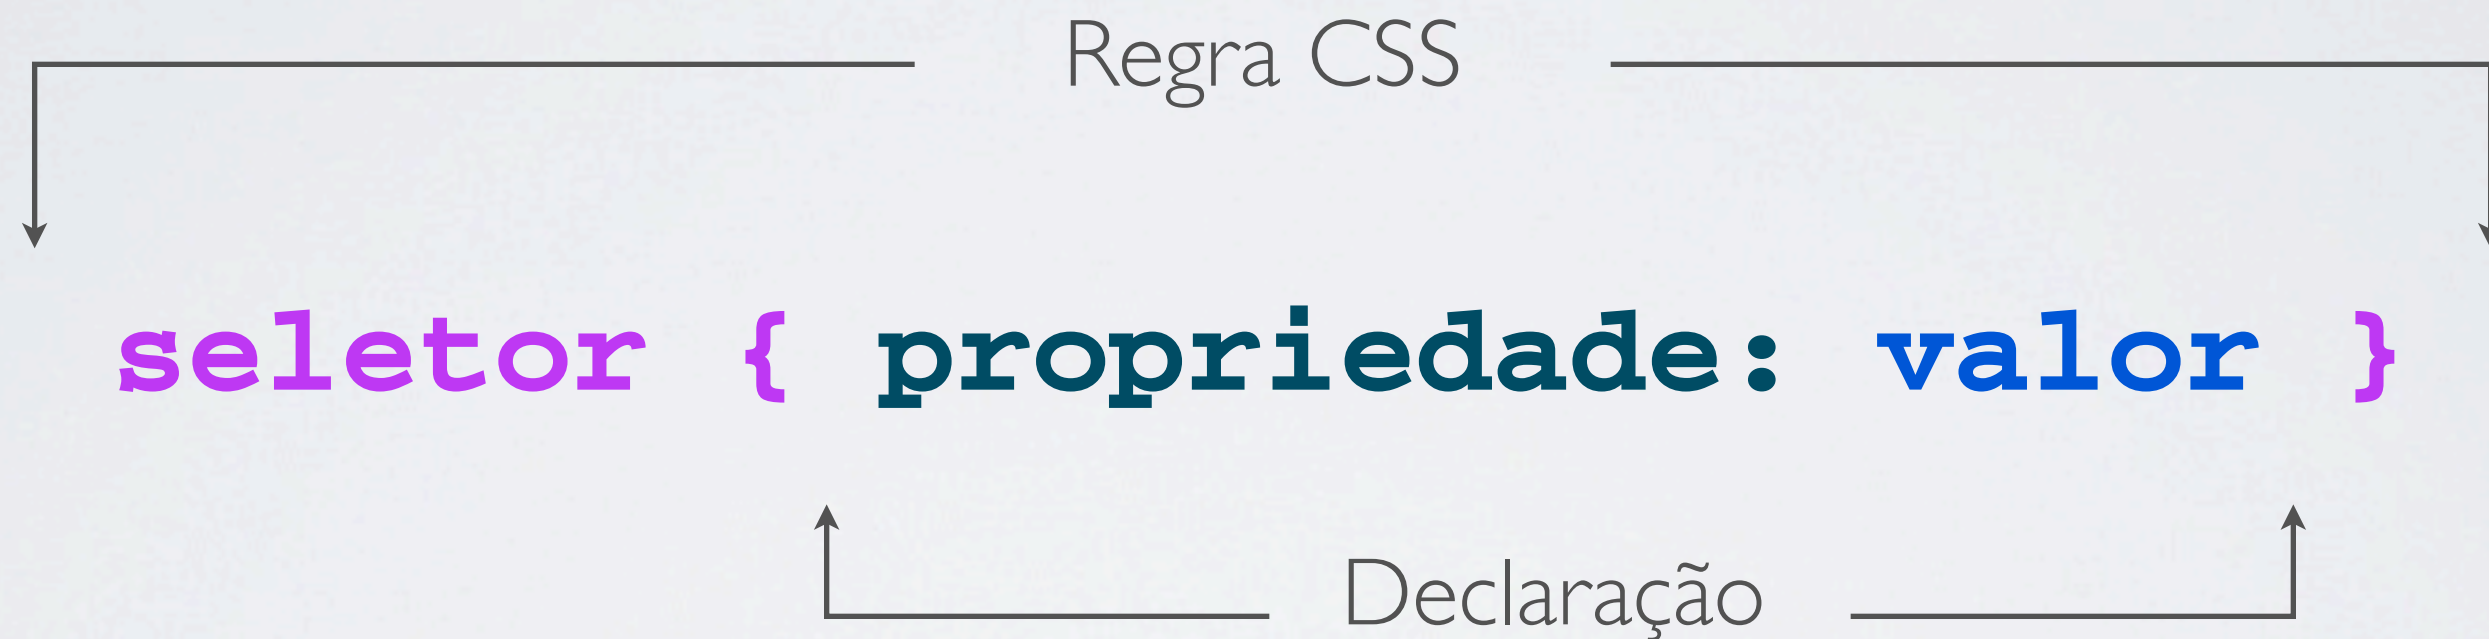 Regra CSS
seletor { propriedade: valor }
Declaração